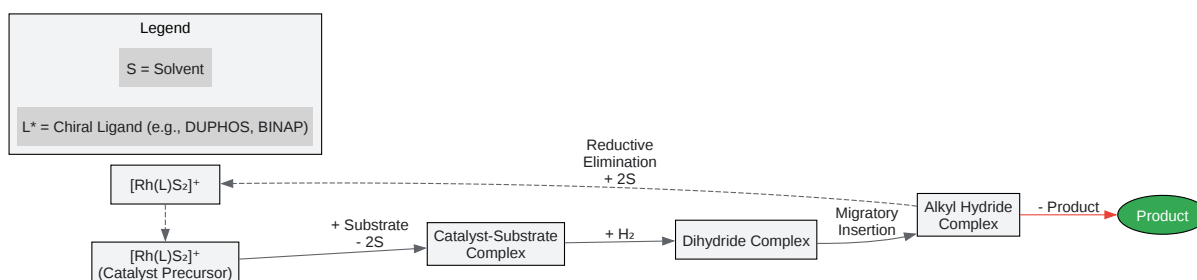 Legend
S = Solvent
L* = Chiral Ligand (e.g., DUPHOS, BINAP)
Reductive
Elimination
+ 2S
[Rh(L)S₂]⁺
[Rh(L)S₂]⁺
(Catalyst Precursor)
+ Substrate
- 2S
Catalyst-Substrate
Complex
+ H₂
Dihydride Complex
Migratory
Insertion
Alkyl Hydride
Complex
- Product
Product